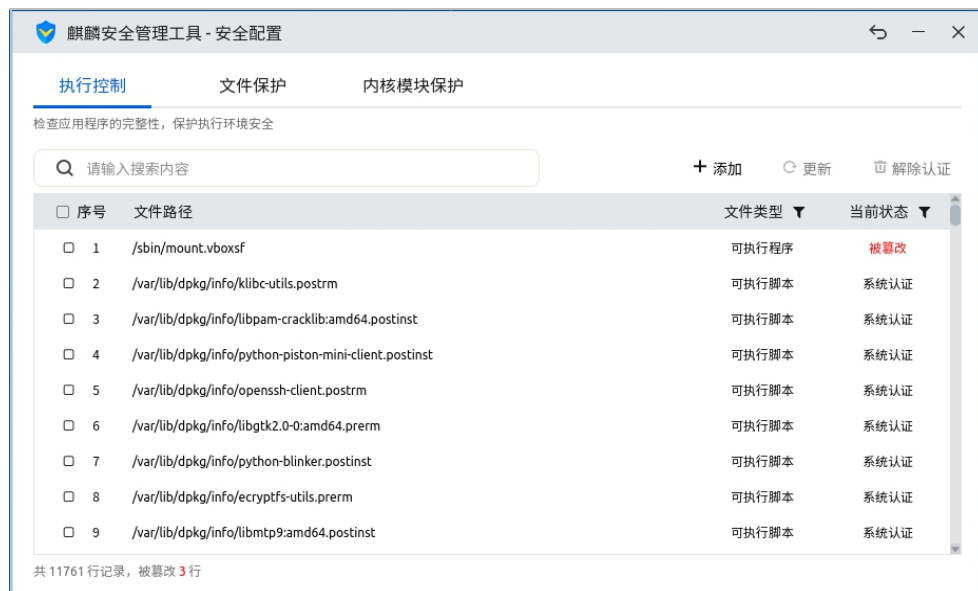 麒麟安全管理工具 - 安全配置
执行控制 文件保护 内核模块保护
检查应用程序的完整性，保护执行环境安全
请输入搜索内容 添加 更新 解除认证
序号 文件路径 文件类型 当前状态
1 /sbin/mount.vboxsf 可执行程序 被篡改
2 /var/lib/dpkg/info/klibc-utils.postrm 可执行脚本 系统认证
3 /var/lib/dpkg/info/libpam-cracklib:amd64.postinst 可执行脚本 系统认证
4 /var/lib/dpkg/info/python-piston-mini-client.postinst 可执行脚本 系统认证
5 /var/lib/dpkg/info/openssh-client.postrm 可执行脚本 系统认证
6 /var/lib/dpkg/info/libgtk2.0-0:amd64.prerm 可执行脚本 系统认证
7 /var/lib/dpkg/info/python-blinker.postinst 可执行脚本 系统认证
8 /var/lib/dpkg/info/ecryptfs-utils.prerm 可执行脚本 系统认证
9 /var/lib/dpkg/info/libmtp9:amd64.postinst 可执行脚本 系统认证
共 11761 行记录，被篡改 3 行